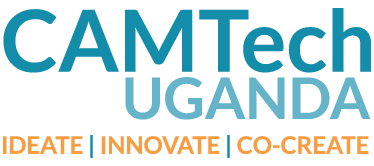 CAMTech
UGANDA
IDEATE | INNOVATE | CO-CREATE